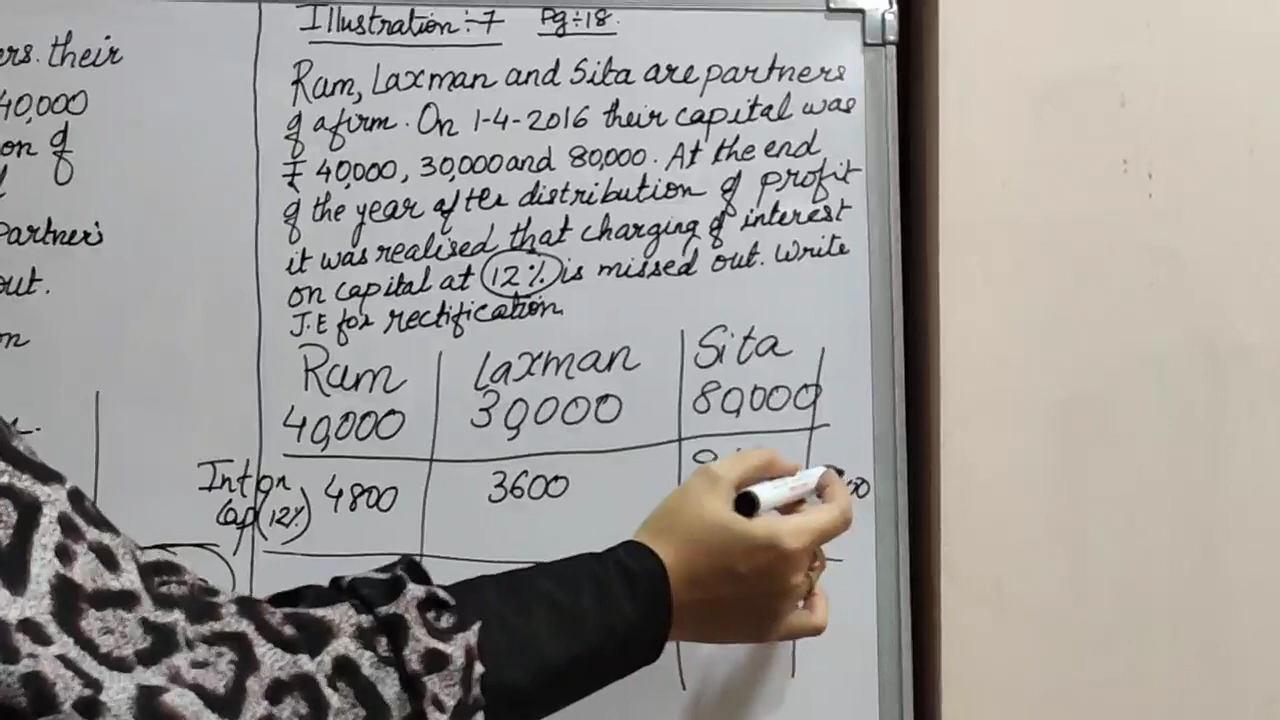 ers. their
40,000
on of
Partner's
out.
n
Illustration:-7 Pg÷18.
Ram, Laxman and Sita are partners
of a firm. On 1-4-2016 their capital was
₹ 40,000, 30,000 and 80,000. At the end
of the year after distribution of profit
it was realised that charging of interest
on capital at 12% is missed out. Write
J.E for rectification.
Ram Laxman Sita
40,000 30,000 80,000
Int on
Cap(12%) 4800 3600